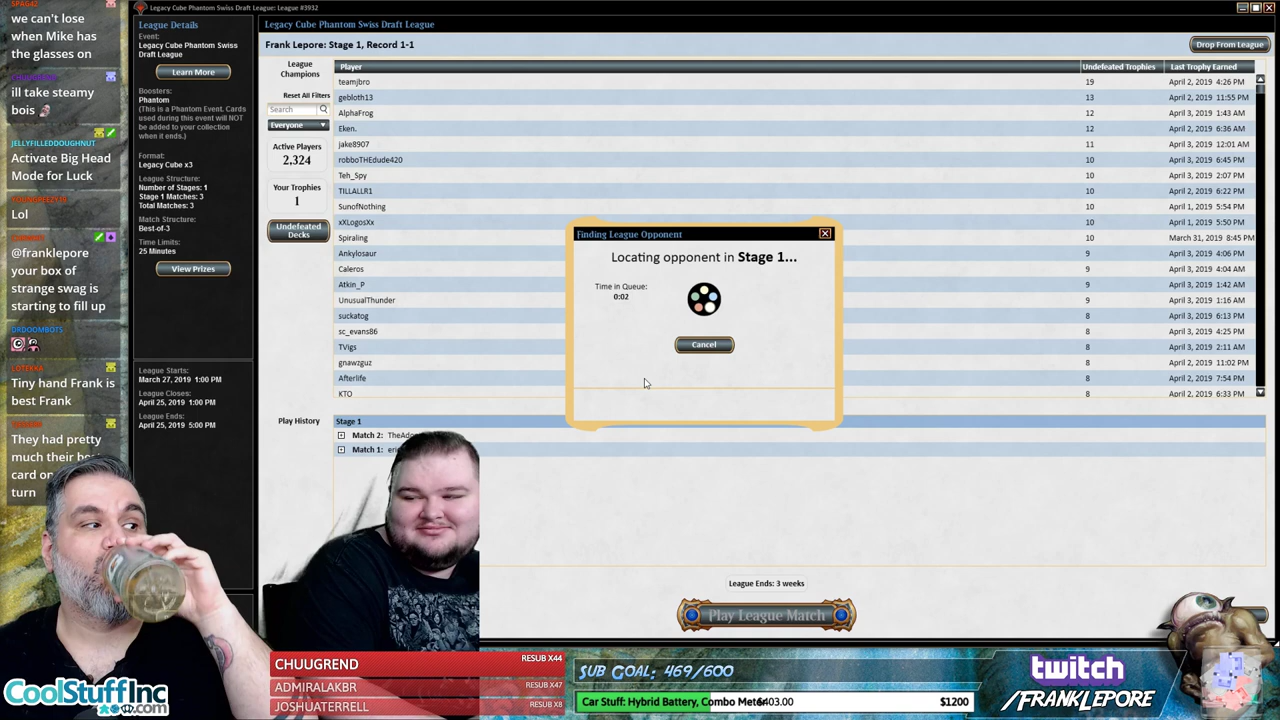 we can't lose
when Mike has
the glasses on
ill take steamy
bois
JELLYFILLEDDOUGHNUT
Activate Big Head
Mode for Luck
Lol
@franklepore
your box of
strange swag is
starting to fill up
DRDOOMBOTS
LOTEKKA
Tiny hand Frank is
best Frank
They had pretty
much their
card on
turn
Legacy Cube Phantom Swiss Draft League: League #3932
League Details
Event:
Legacy Cube Phantom Swiss
Draft League
Learn More
Boosters:
Phantom
(This is a Phantom Event. Cards
used during this event will NOT
be added to your collection
when it ends.)
Format:
Legacy Cube x3
League Structure:
Number of Stages: 1
Stage 1 Matches: 3
Total Matches: 3
Match Structure:
Best-of-3
Time Limits:
25 Minutes
View Prizes
League Starts:
March 27, 2019 1:00 PM
League Closes:
April 25, 2019 1:00 PM
League Ends:
April 25, 2019 5:00 PM
Legacy Cube Phantom Swiss Draft League
Frank Lepore: Stage 1, Record 1-1
Drop From League
League
Champions
Reset All Filters
Search
Everyone
Active Players
2,324
Your Trophies
1
Undefeated
Decks
Player Undefeated Trophies Last Trophy Earned
teamjbro 19 April 2, 2019 4:26 PM
gebloth13 13 April 2, 2019 11:55 PM
AlphaFrog 12 April 3, 2019 1:43 AM
Eken. 12 April 2, 2019 6:36 AM
jake8907 11 April 3, 2019 12:01 AM
robboTHEdude420 10 April 3, 2019 6:45 PM
Teh_Spy 10 April 3, 2019 2:07 PM
TILLALLR1 10 April 2, 2019 6:22 PM
SunofNothing 10 April 1, 2019 5:54 PM
xXLogosXx 10 April 1, 2019 5:50 PM
Spiraling 10 March 31, 2019 8:45 PM
Ankylosaur 9 April 3, 2019 4:06 PM
Caleros 9 April 3, 2019 4:04 AM
Atkin_P 9 April 3, 2019 1:42 AM
UnusualThunder 9 April 3, 2019 1:16 AM
suckatog 8 April 3, 2019 6:13 PM
sc_evans86 8 April 3, 2019 4:25 PM
TVigs 8 April 3, 2019 2:11 AM
gnawzguz 8 April 2, 2019 11:02 PM
Afterlife 8 April 2, 2019 7:54 PM
KTO 8 April 2, 2019 6:33 PM
Finding League Opponent
Locating opponent in Stage 1...
Time in Queue:
0:02
Cancel
Play History
Stage 1
Match 2:
Match 1:
League Ends: 3 weeks
Play League Match
CHUUGREND RESUB X44
ADMIRALAKBR RESUB X47
JOSHUATERRELL RESUB X8
SUB GOAL: 469/600
Car Stuff: Hybrid Battery, Combo Meter $1200
twitch
/FRANKLEPORE
CoolStuffInc
.com